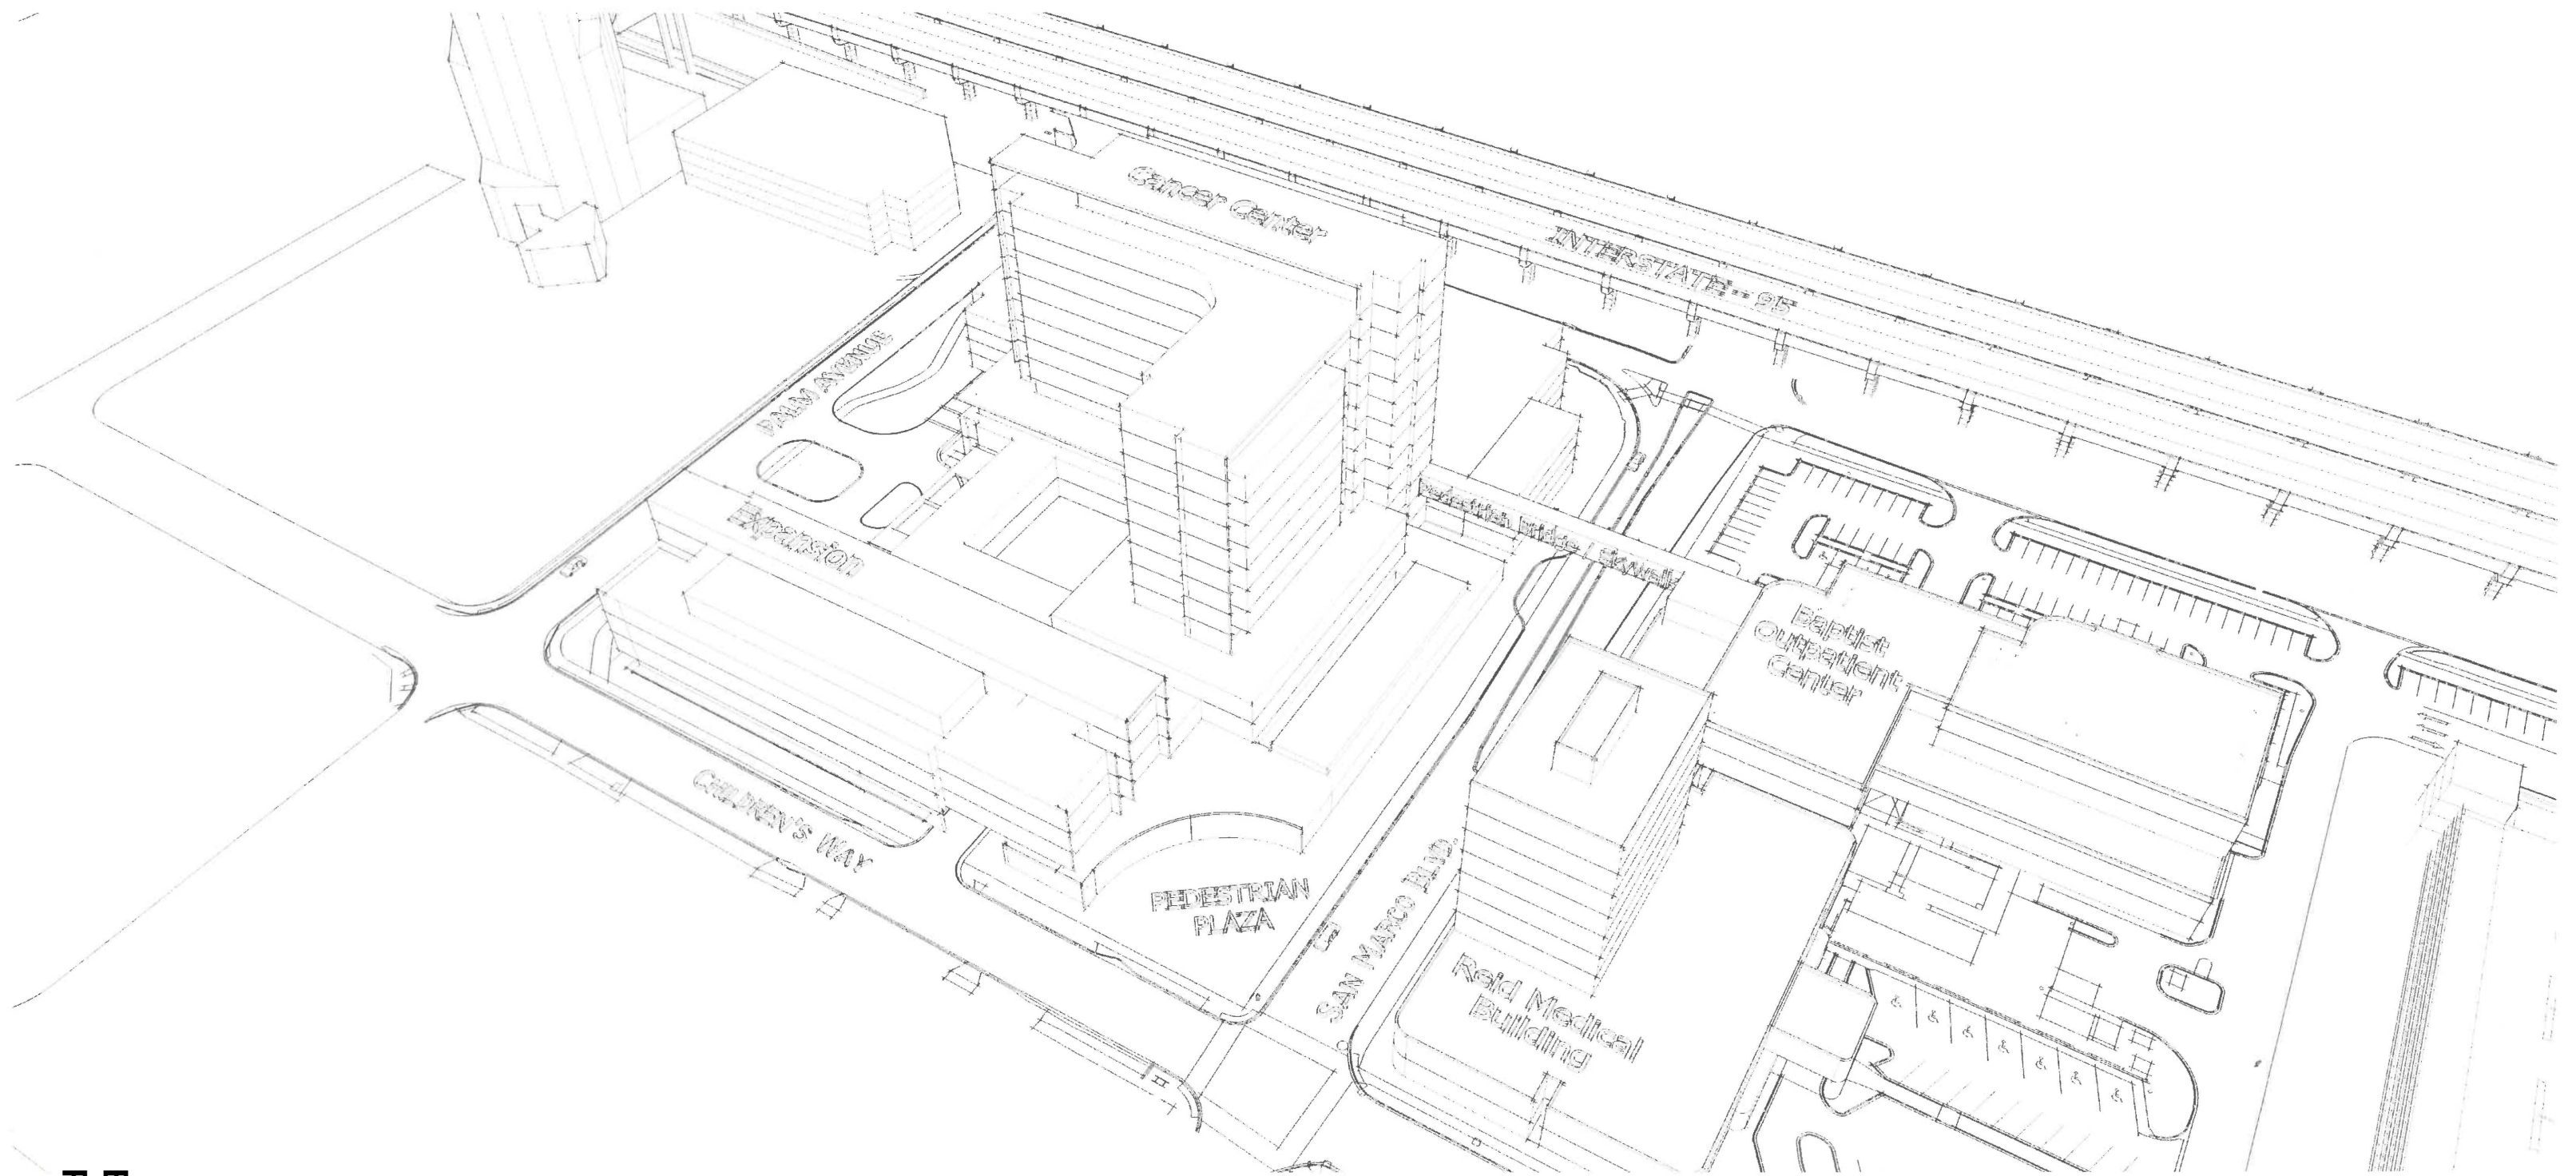 Cancer Center
INTERSTATE - 95
PALM AVENUE
Expansion
Pedestrian Bridge / Skywalk
Baptist
Outpatient
Center
CHILDREN'S WAY
PEDESTRIAN
PLAZA
SAN MARCO BLVD.
Reid Medical
Building